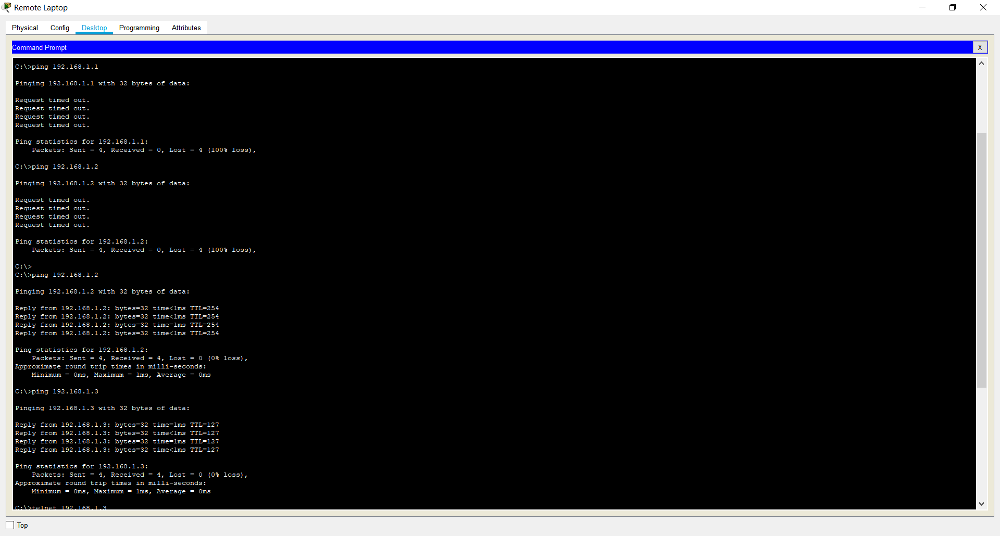 Remote Laptop
Physical Config Desktop Programming Attributes
Command Prompt
X
C:\>ping 192.168.1.1
Pinging 192.168.1.1 with 32 bytes of data:
Request timed out.
Request timed out.
Request timed out.
Request timed out.
Ping statistics for 192.168.1.1:
Packets: Sent = 4, Received = 0, Lost = 4 (100% loss),
C:\>ping 192.168.1.2
Pinging 192.168.1.2 with 32 bytes of data:
Request timed out.
Request timed out.
Request timed out.
Request timed out.
Ping statistics for 192.168.1.2:
Packets: Sent = 4, Received = 0, Lost = 4 (100% loss),
C:\>
C:\>ping 192.168.1.2
Pinging 192.168.1.2 with 32 bytes of data:
Reply from 192.168.1.2: bytes=32 time<1ms TTL=254
Reply from 192.168.1.2: bytes=32 time<1ms TTL=254
Reply from 192.168.1.2: bytes=32 time=1ms TTL=254
Reply from 192.168.1.2: bytes=32 time<1ms TTL=254
Ping statistics for 192.168.1.2:
Packets: Sent = 4, Received = 4, Lost = 0 (0% loss),
Approximate round trip times in milli-seconds:
Minimum = 0ms, Maximum = 1ms, Average = 0ms
C:\>ping 192.168.1.3
Pinging 192.168.1.3 with 32 bytes of data:
Reply from 192.168.1.3: bytes=32 time=1ms TTL=127
Reply from 192.168.1.3: bytes=32 time<1ms TTL=127
Reply from 192.168.1.3: bytes=32 time=1ms TTL=127
Reply from 192.168.1.3: bytes=32 time<1ms TTL=127
Ping statistics for 192.168.1.3:
Packets: Sent = 4, Received = 4, Lost = 0 (0% loss),
Approximate round trip times in milli-seconds:
Minimum = 0ms, Maximum = 1ms, Average = 0ms
C:\>telnet 192.168.1.3
Top